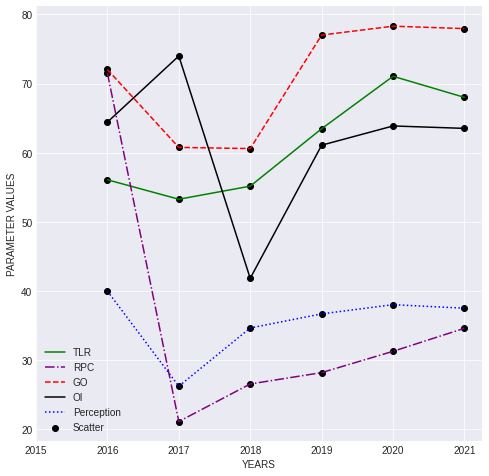 80
70
60
50
40
30
20
PARAMETER VALUES
TLR
RPC
GO
OI
Perception
Scatter
2015 2016 2017 2018 2019 2020 2021
YEARS